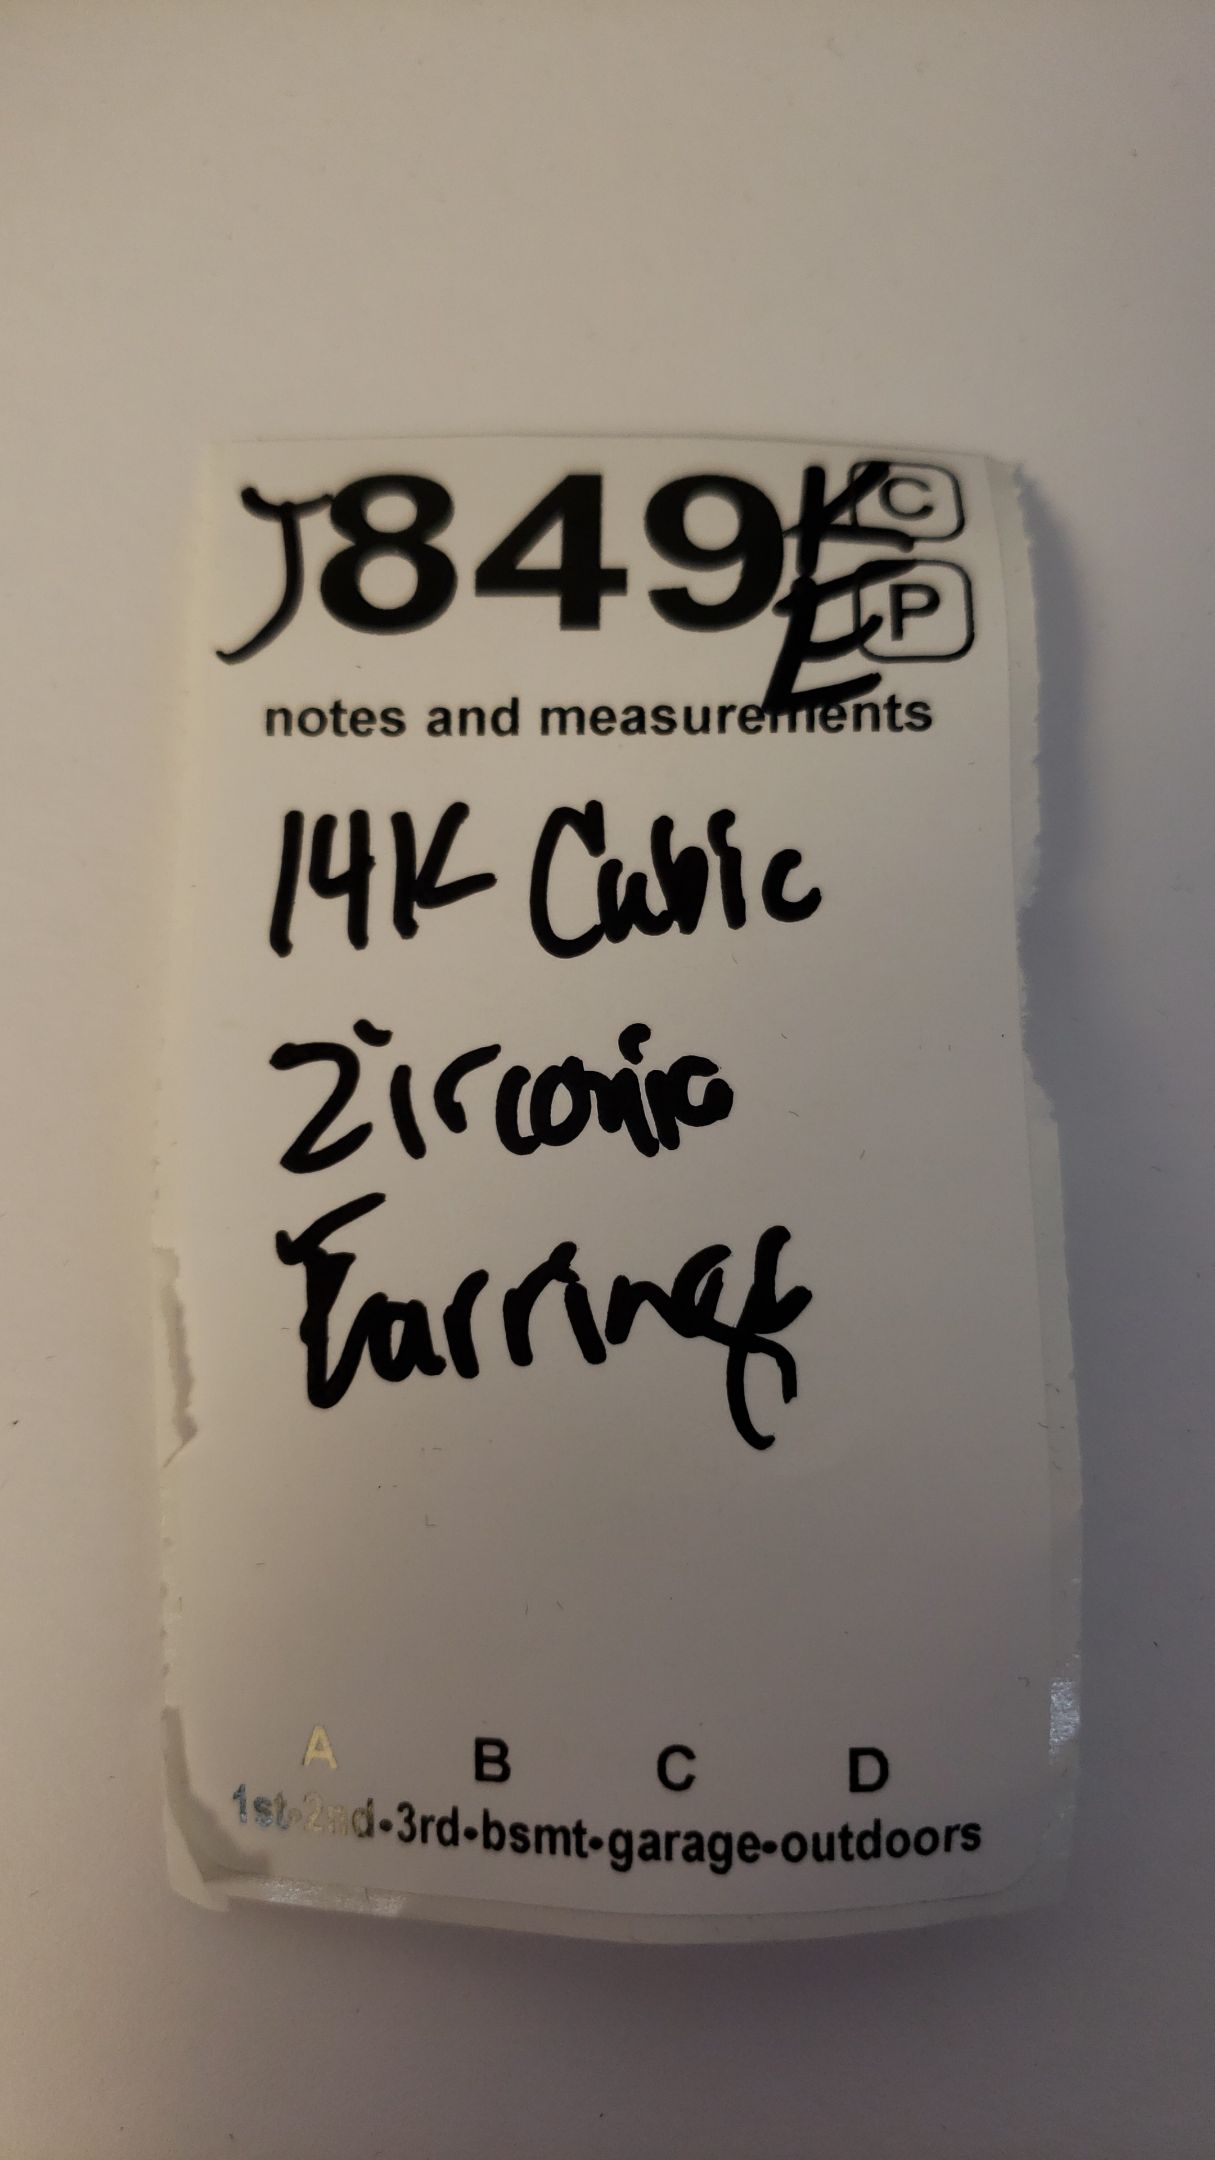 J849KE C
P
notes and measurements
14K Cubic
Zirconia
Earrings
A B C D
1st•2nd•3rd•bsmt•garage•outdoors